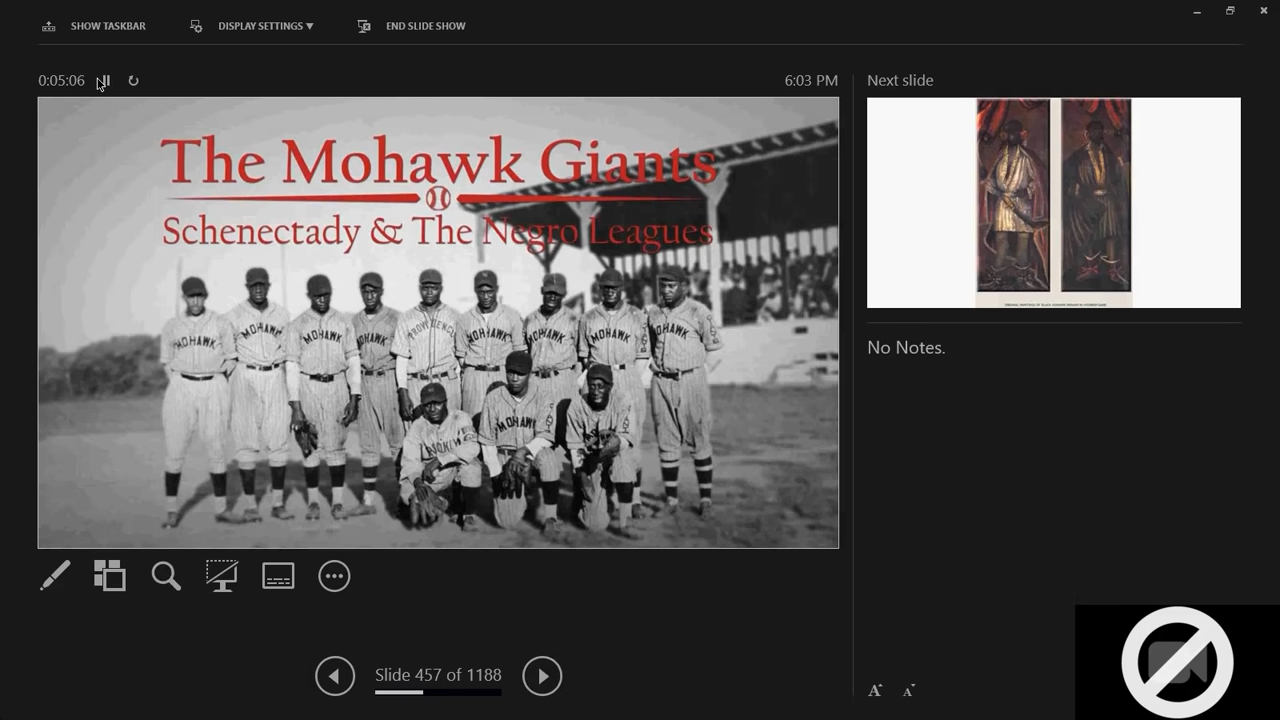 SHOW TASKBAR
DISPLAY SETTINGS ▼
END SLIDE SHOW
0:05:06
6:03 PM
Next slide
The Mohawk Giants
Schenectady & The Negro Leagues
MOHAWK
MOHAWK
MOHAWK
MOHAWK
MOHAWK
MOHAWK
MOHAWK
MOHAWK
MOHAWK
No Notes.
Slide 457 of 1188
A
A